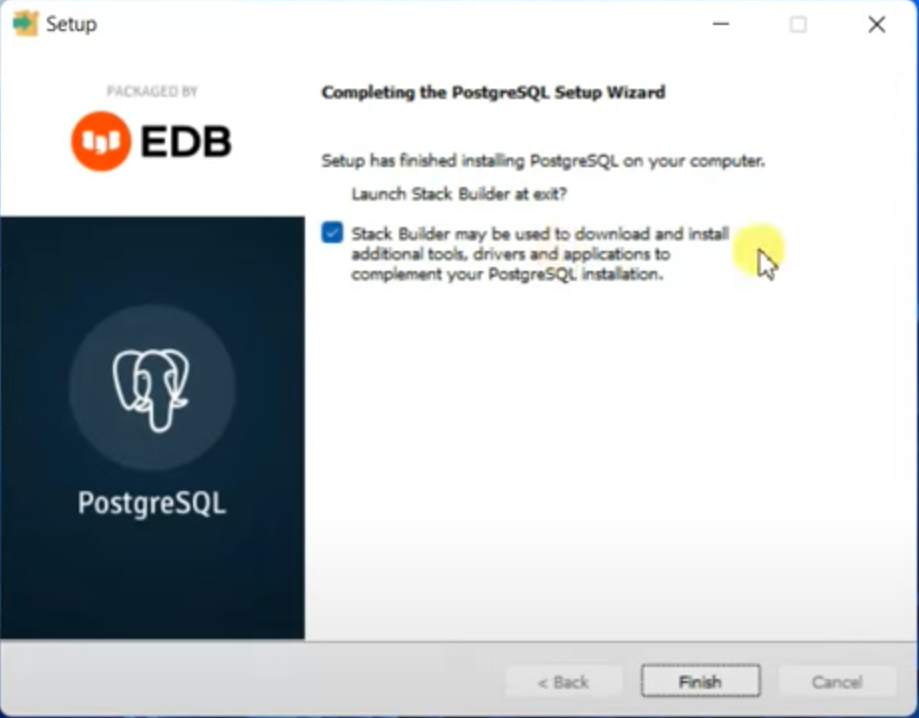 Setup
PACKAGED BY
EDB
PostgreSQL
Completing the PostgreSQL Setup Wizard
Setup has finished installing PostgreSQL on your computer.
Launch Stack Builder at exit?
Stack Builder may be used to download and install
additional tools, drivers and applications to
complement your PostgreSQL installation.
< Back
Finish
Cancel